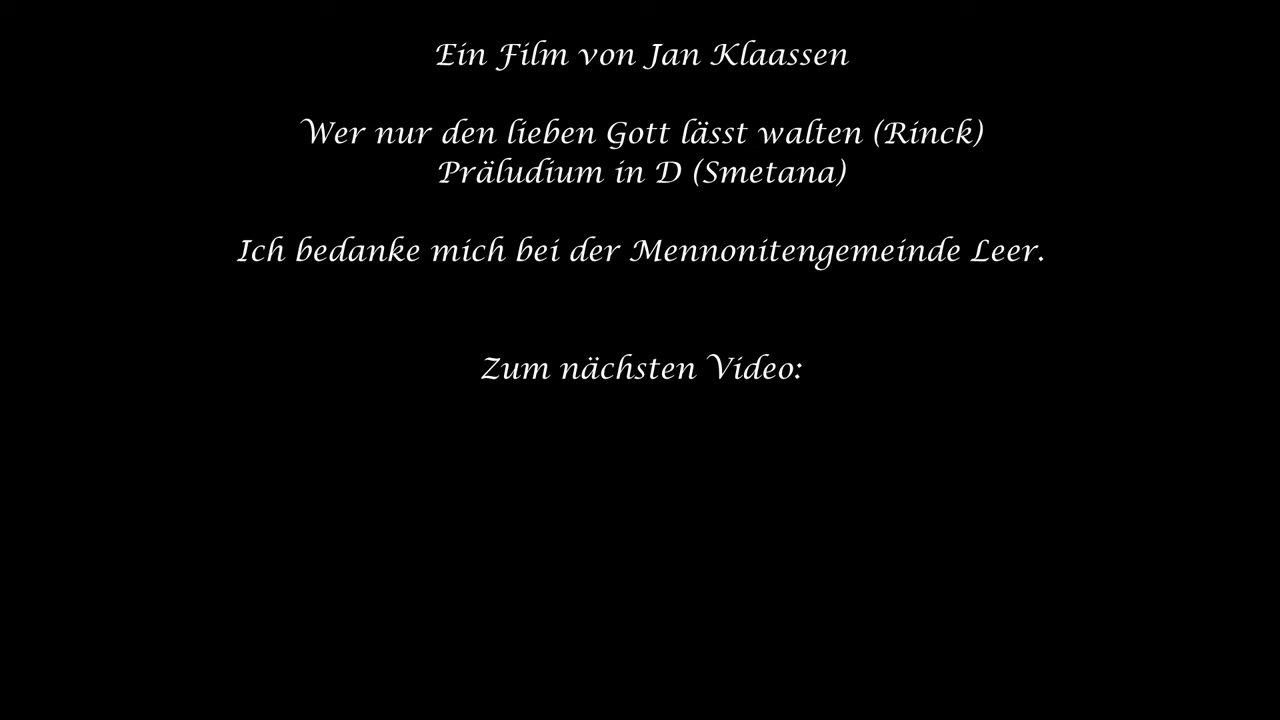 Ein Film von Jan Klaassen
Wer nur den lieben Gott lässt walten (Rinck)
Präludium in D (Smetana)
Ich bedanke mich bei der Mennonitengemeinde Leer.
Zum nächsten Video: